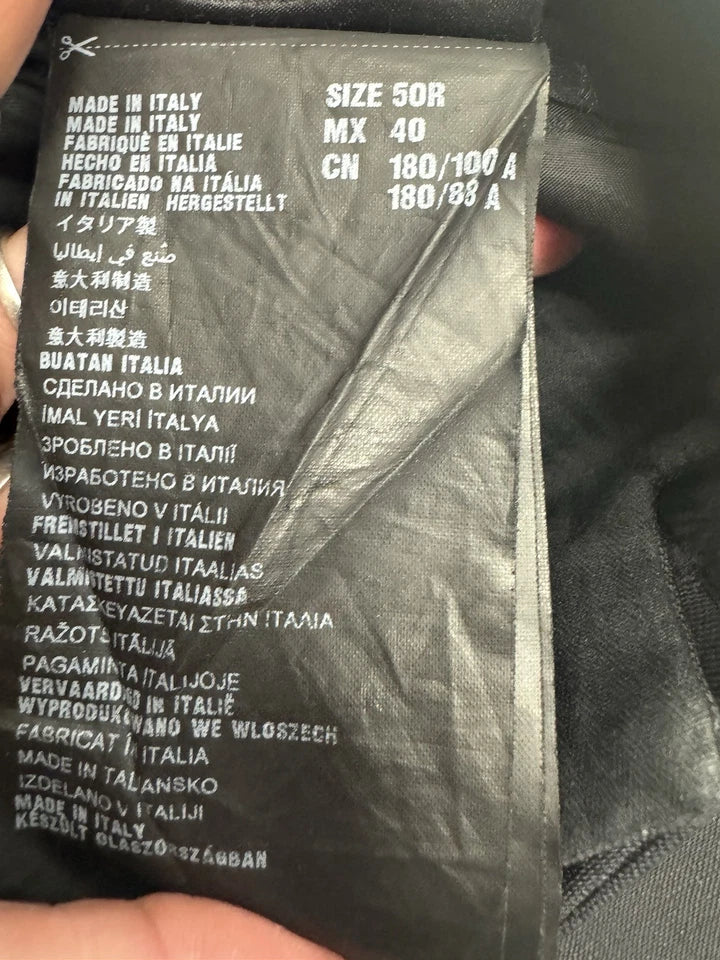 MADE IN ITALY
MADE IN ITALY
FABRIQUÉ EN ITALIE
HECHO EN ITALIA
FABRICADO NA ITÁLIA
IN ITALIEN HERGESTELLT
イタリア製
صنع في ايطاليا
意大利制造
이태리산
意大利製造
BUATAN ITALIA
СДЕЛАНО В ИТАЛИИ
İMAL YERİ İTALYA
ЗРОБЛЕНО В ІТАЛІЇ
ИЗРАБОТЕНО В ИТАЛИЯ
VYROBENO V ITÁLII
FREMSTILLET I ITALIEN
VALMISTATUD ITAALIAS
VALMISTETTU ITALIASSA
ΚΑΤΑΣΚΕΥΑΖΕΤΑΙ ΣΤΗΝ ΙΤΑΛΙΑ
RAŽOTS ITĀLIJĀ
PAGAMINTA ITALIJOJE
VERVAARDIGD IN ITALIË
WYPRODUKOWANO WE WLOSZECH
FABRICAT ÎN ITALIA
MADE IN TALIANSKO
IZDELANO V ITALIJI
MADE IN ITALY
KÉSZÜLT OLASZORSZÁGBAN
SIZE 50R
MX 40
CN 180/100 A
180/88 A